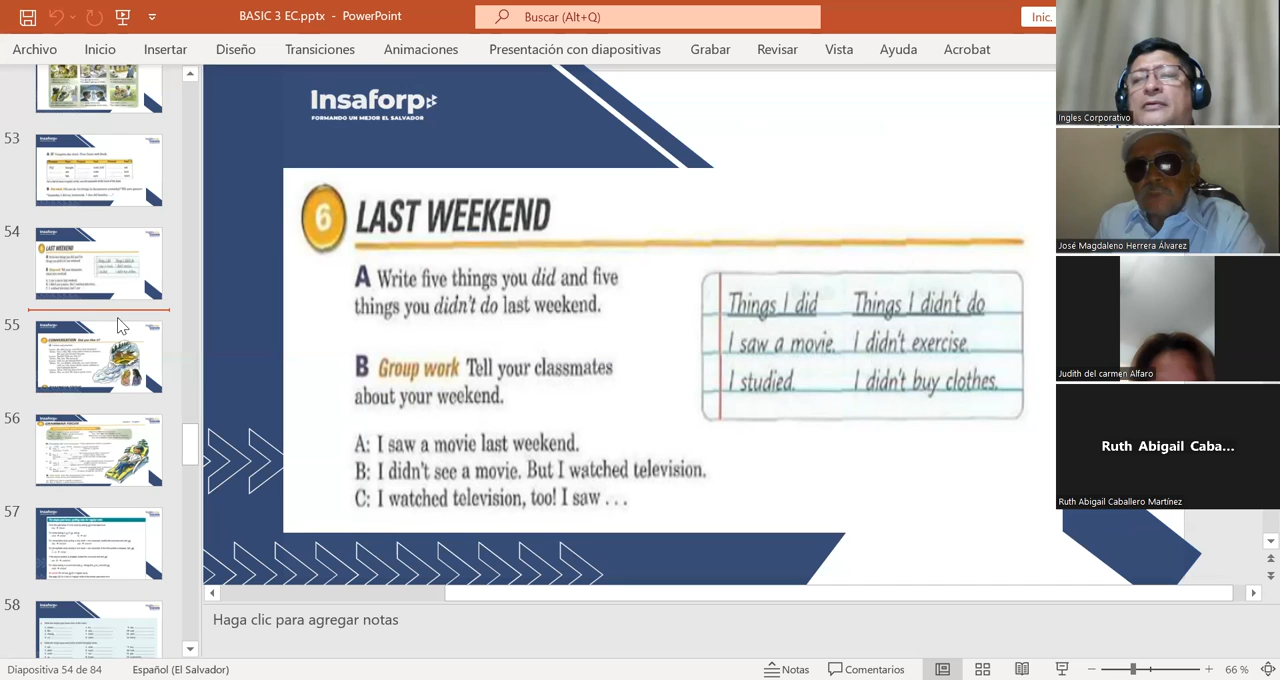 BASIC 3 EC.pptx - PowerPoint
Buscar (Alt+Q)
Inic.
Archivo Inicio Insertar Diseño Transiciones Animaciones Presentación con diapositivas Grabar Revisar Vista Ayuda Acrobat
53
54
LAST WEEKEND
55
56
57
58
Insaforp
FORMANDO UN MEJOR EL SALVADOR
6 LAST WEEKEND
A Write five things you did and five
things you didn't do last weekend.
B Group work Tell your classmates
about your weekend.
A: I saw a movie last weekend.
B: I didn't see a movie. But I watched television.
C: I watched television, too! I saw . . .
Things I did Things I didn't do
I saw a movie. I didn't exercise.
I studied. I didn't buy clothes.
Ingles Corporativo
José Magdaleno Herrera Álvarez
Judith del carmen Alfaro
Ruth Abigail Caba...
Ruth Abigail Caballero Martínez
Haga clic para agregar notas
Diapositiva 54 de 84 Español (El Salvador) Notas Comentarios 66 %